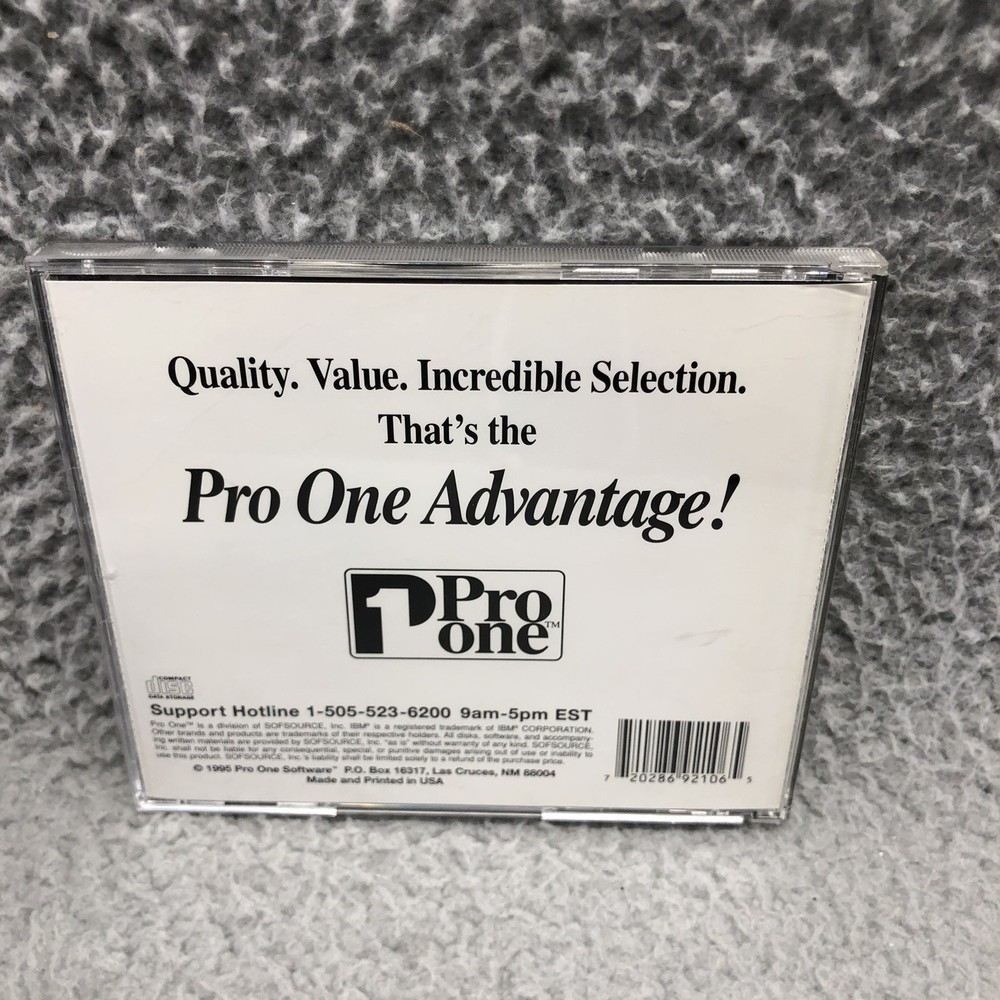 Quality. Value. Incredible Selection.
That's the
Pro One Advantage!
1 Pro
one™
COMPACT
disc
DATA STORAGE
Support Hotline 1-505-523-6200 9am-5pm EST
Pro One™ is a division of SOFSOURCE, Inc. IBM® is a registered trademark of IBM® CORPORATION.
Other brands and products are trademarks of their respective holders. All disks, software, and accompany-
ing written materials are provided by SOFSOURCE, Inc. "as is" without warranty of any kind. SOFSOURCE,
Inc. shall not be liable for any consequential, special, or punitive damages arising out of use or inability to
use this product. SOFSOURCE, Inc.'s liability shall be limited solely to a refund of the purchase price.
© 1995 Pro One Software™ P.O. Box 16317, Las Cruces, NM 88004
Made and Printed in USA
7 20286 92106 5